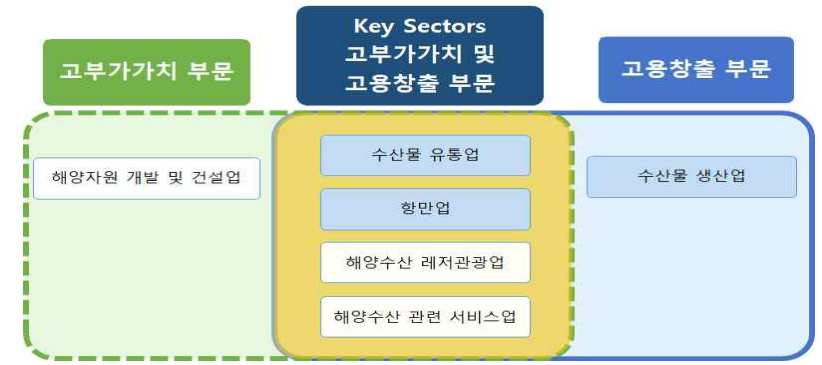 고부가가치 부문
Key Sectors
고부가가치 및
고용창출 부문
고용창출 부문
해양자원 개발 및 건설업
수산물 유통업
항만업
해양수산 레저관광업
해양수산 관련 서비스업
수산물 생산업